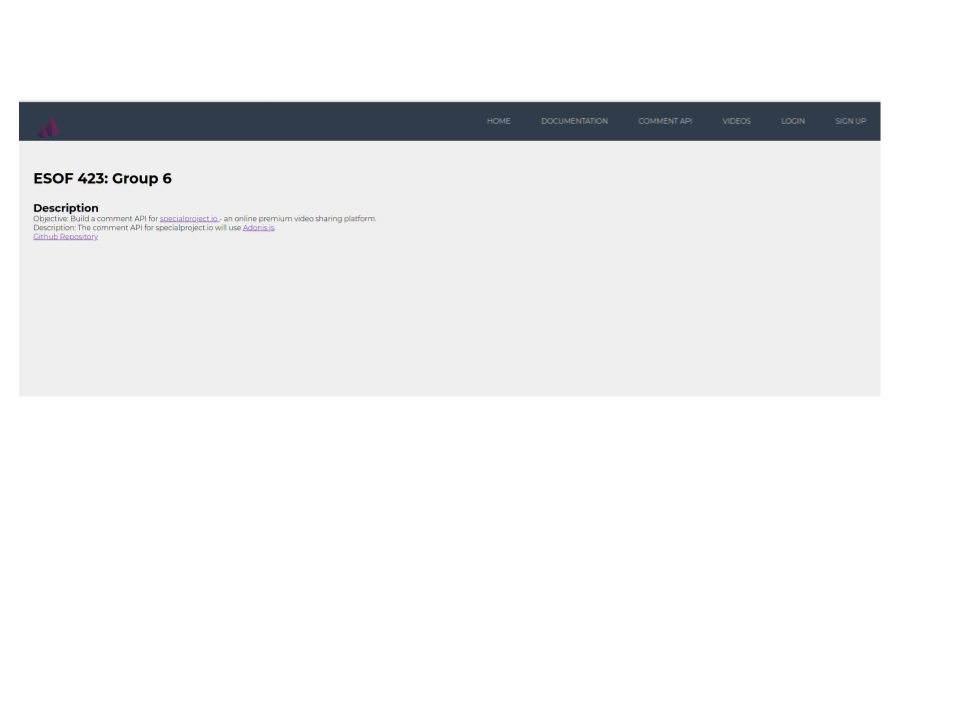 HOME DOCUMENTATION COMMENT API VIDEOS LOGIN SIGN UP
ESOF 423: Group 6
Description
Objective: Build a comment API for specialproject.io - an online premium video sharing platform.
Description: The comment API for specialproject.io will use Adonis.js.
Github Repository